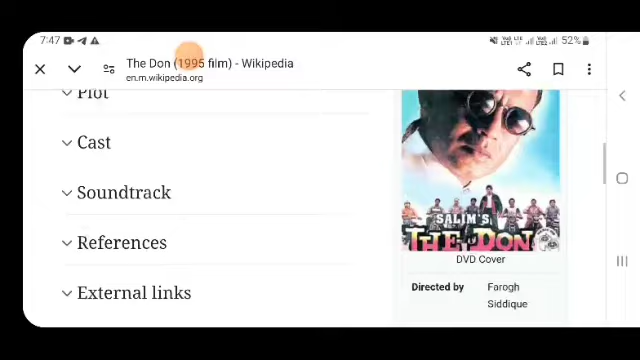 7:47
52%
The Don (1995 film) - Wikipedia
en.m.wikipedia.org
Plot
Cast
Soundtrack
References
External links
SALIM'S
THE DON
DVD Cover
Directed by Farogh
Siddique